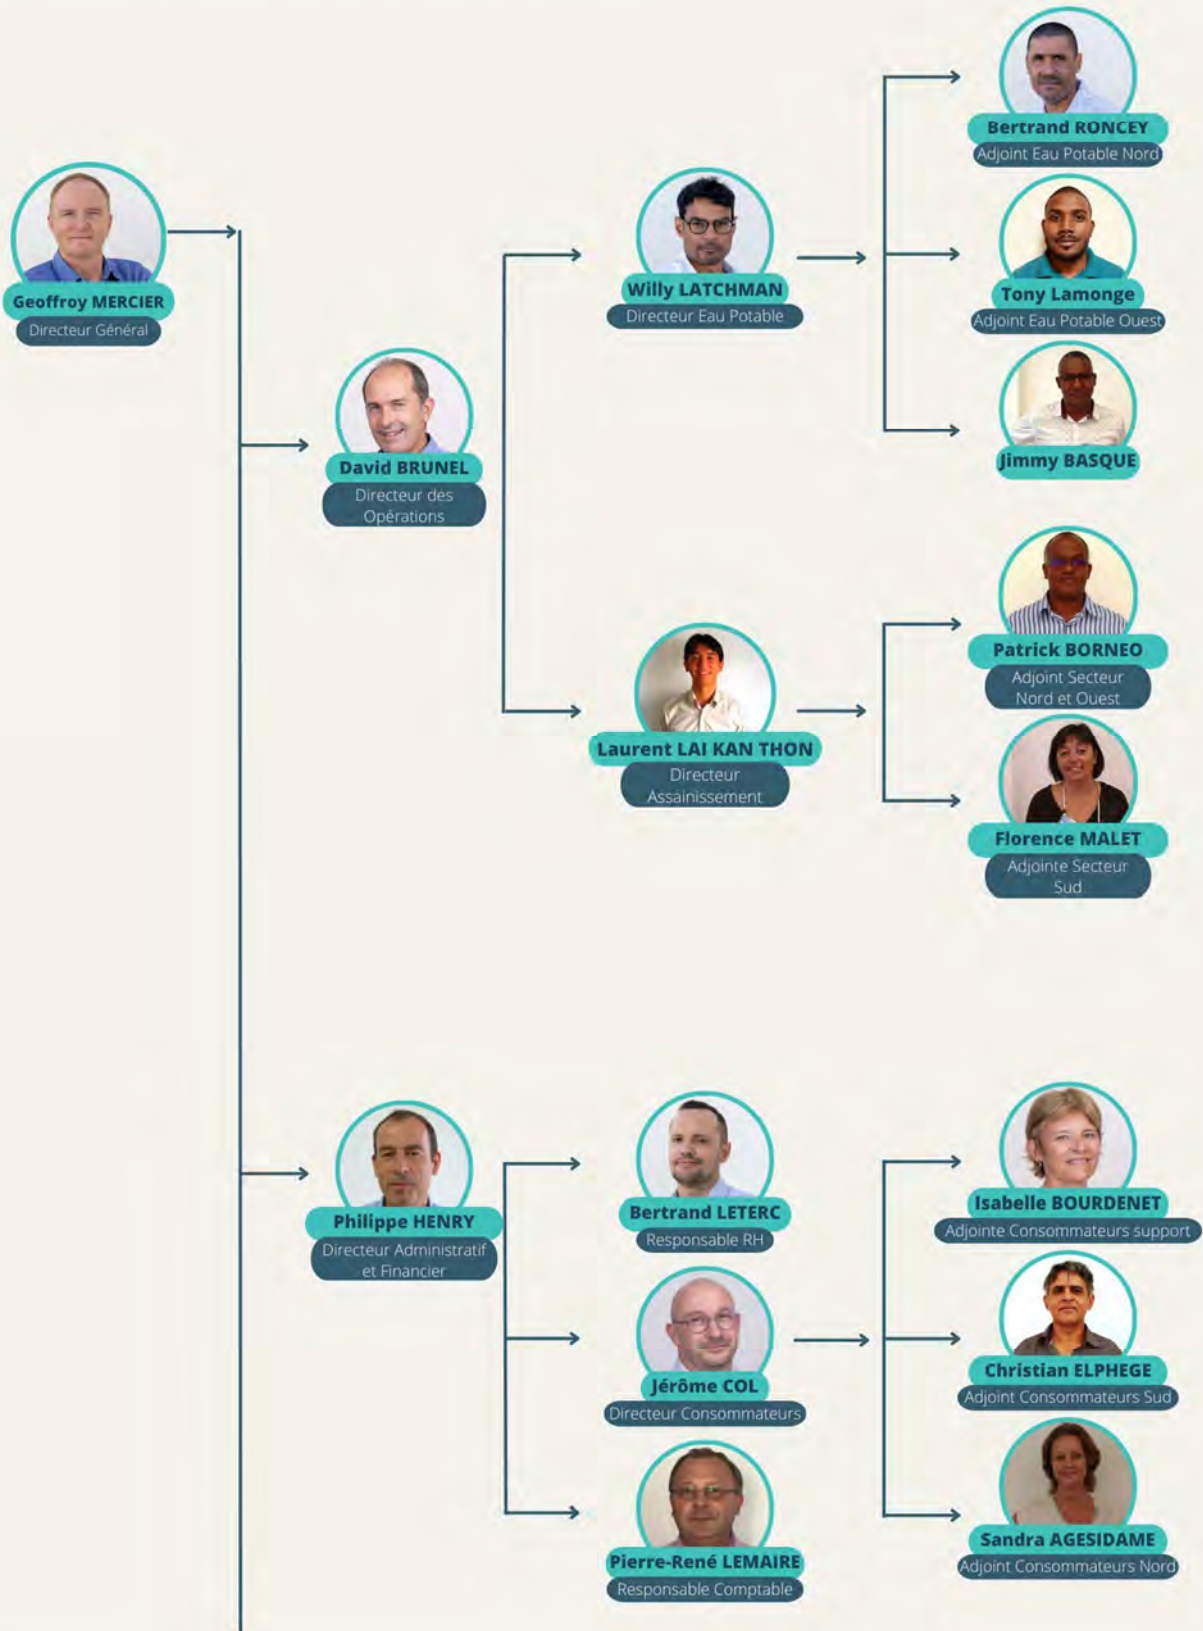 Geoffroy MERCIER
Directeur Général
David BRUNEL
Directeur des
Opérations
Willy LATCHMAN
Directeur Eau Potable
Bertrand RONCEY
Adjoint Eau Potable Nord
Tony Lamonge
Adjoint Eau Potable Ouest
Jimmy BASQUE
Laurent LAI KAN THON
Directeur
Assainissement
Patrick BORNEO
Adjoint Secteur
Nord et Ouest
Florence MALET
Adjointe Secteur
Sud
Philippe HENRY
Directeur Administratif
et Financier
Bertrand LETERC
Responsable RH
Jérôme COL
Directeur Consommateurs
Pierre-René LEMAIRE
Responsable Comptable
Isabelle BOURDENET
Adjointe Consommateurs support
Christian ELPHEGE
Adjoint Consommateurs Sud
Sandra AGESIDAME
Adjoint Consommateurs Nord